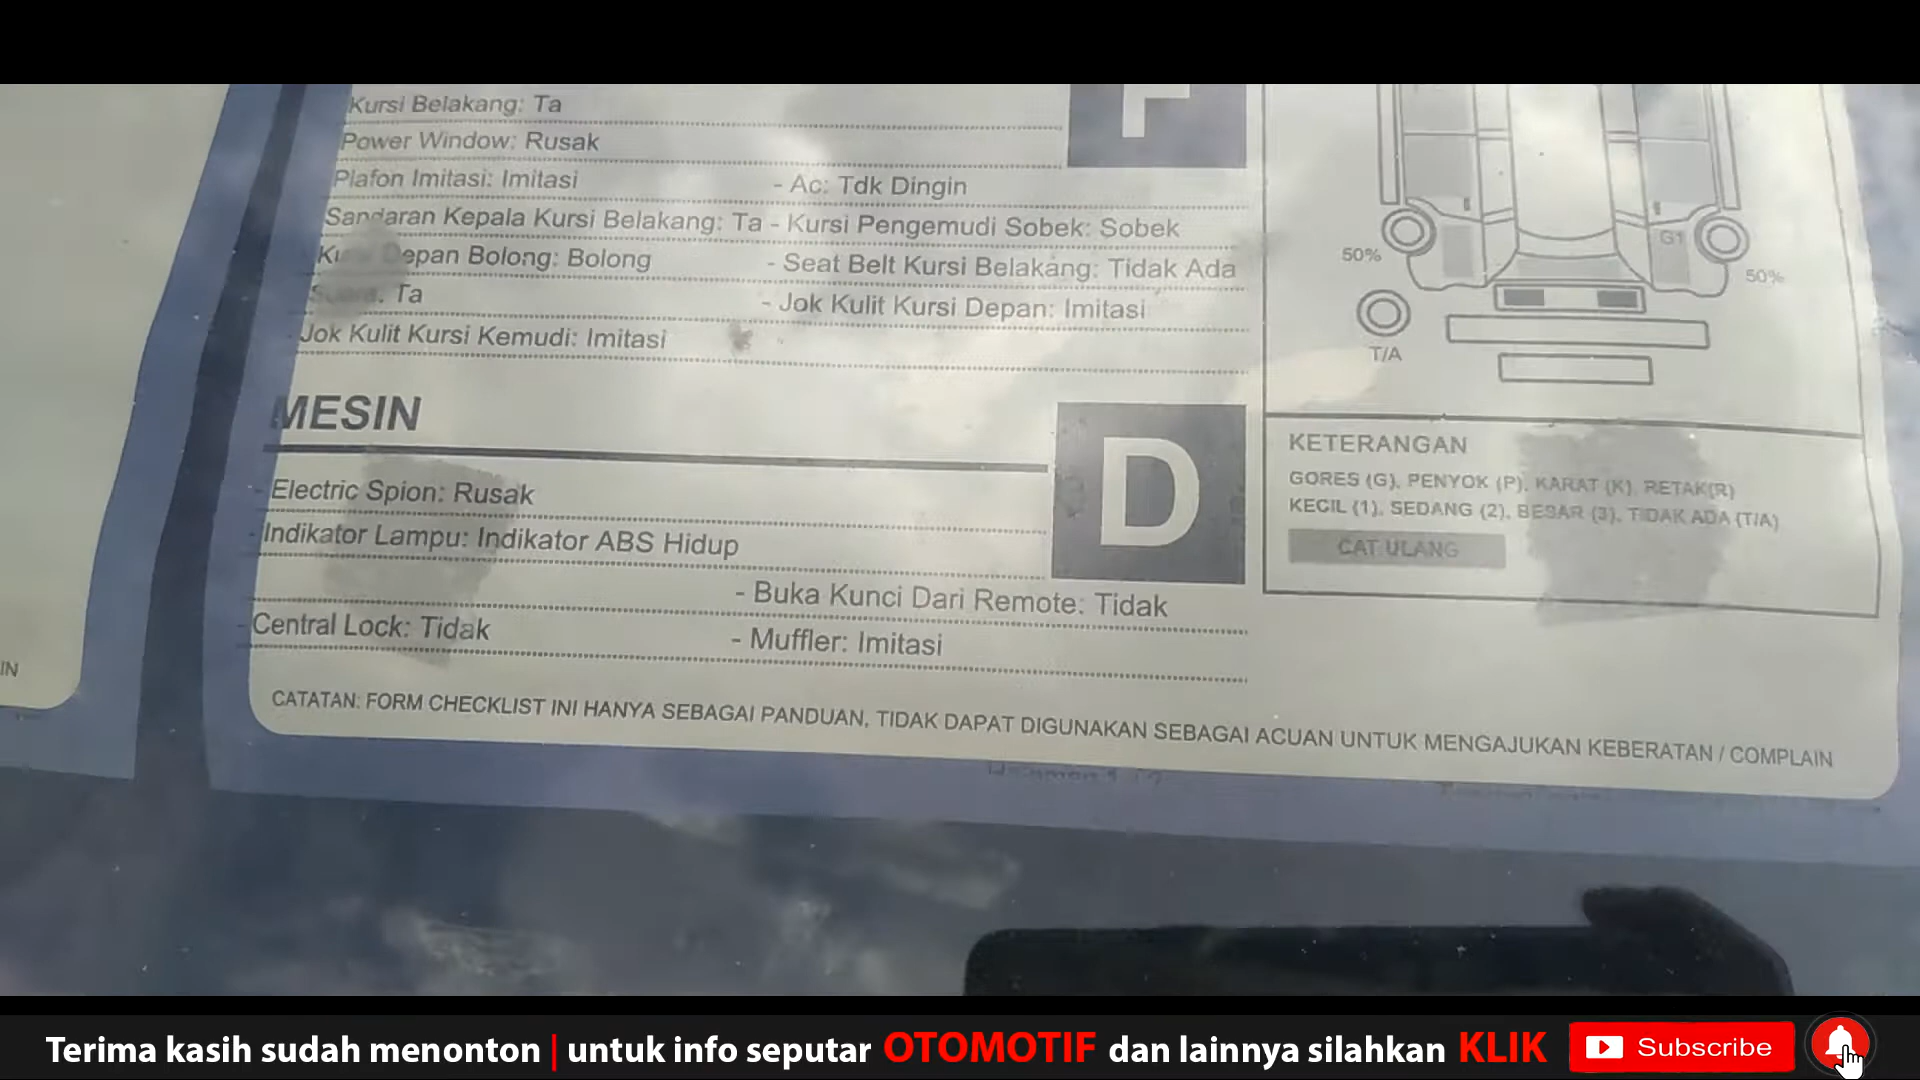 Kursi Belakang: Ta
Power Window: Rusak
Plafon Imitasi: Imitasi - Ac: Tdk Dingin
Sandaran Kepala Kursi Belakang: Ta - Kursi Pengemudi Sobek: Sobek
Depan Bolong: Bolong - Seat Belt Kursi Belakang: Tidak Ada
Ta - Jok Kulit Kursi Depan: Imitasi
Jok Kulit Kursi Kemudi: Imitasi
MESIN
D
- Electric Spion: Rusak
- Indikator Lampu: Indikator ABS Hidup
- Buka Kunci Dari Remote: Tidak
- Central Lock: Tidak - Muffler: Imitasi
CATATAN: FORM CHECKLIST INI HANYA SEBAGAI PANDUAN, TIDAK DAPAT DIGUNAKAN SEBAGAI ACUAN UNTUK MENGAJUKAN KEBERATAN / COMPLAIN
G1
50%
50%
T/A
KETERANGAN
GORES (G), PENYOK (P), KARAT (K), RETAK(R)
KECIL (1), SEDANG (2), BESAR (3), TIDAK ADA (T/A)
CAT ULANG
IN
Terima kasih sudah menonton | untuk info seputar OTOMOTIF dan lainnya silahkan KLIK
Subscribe